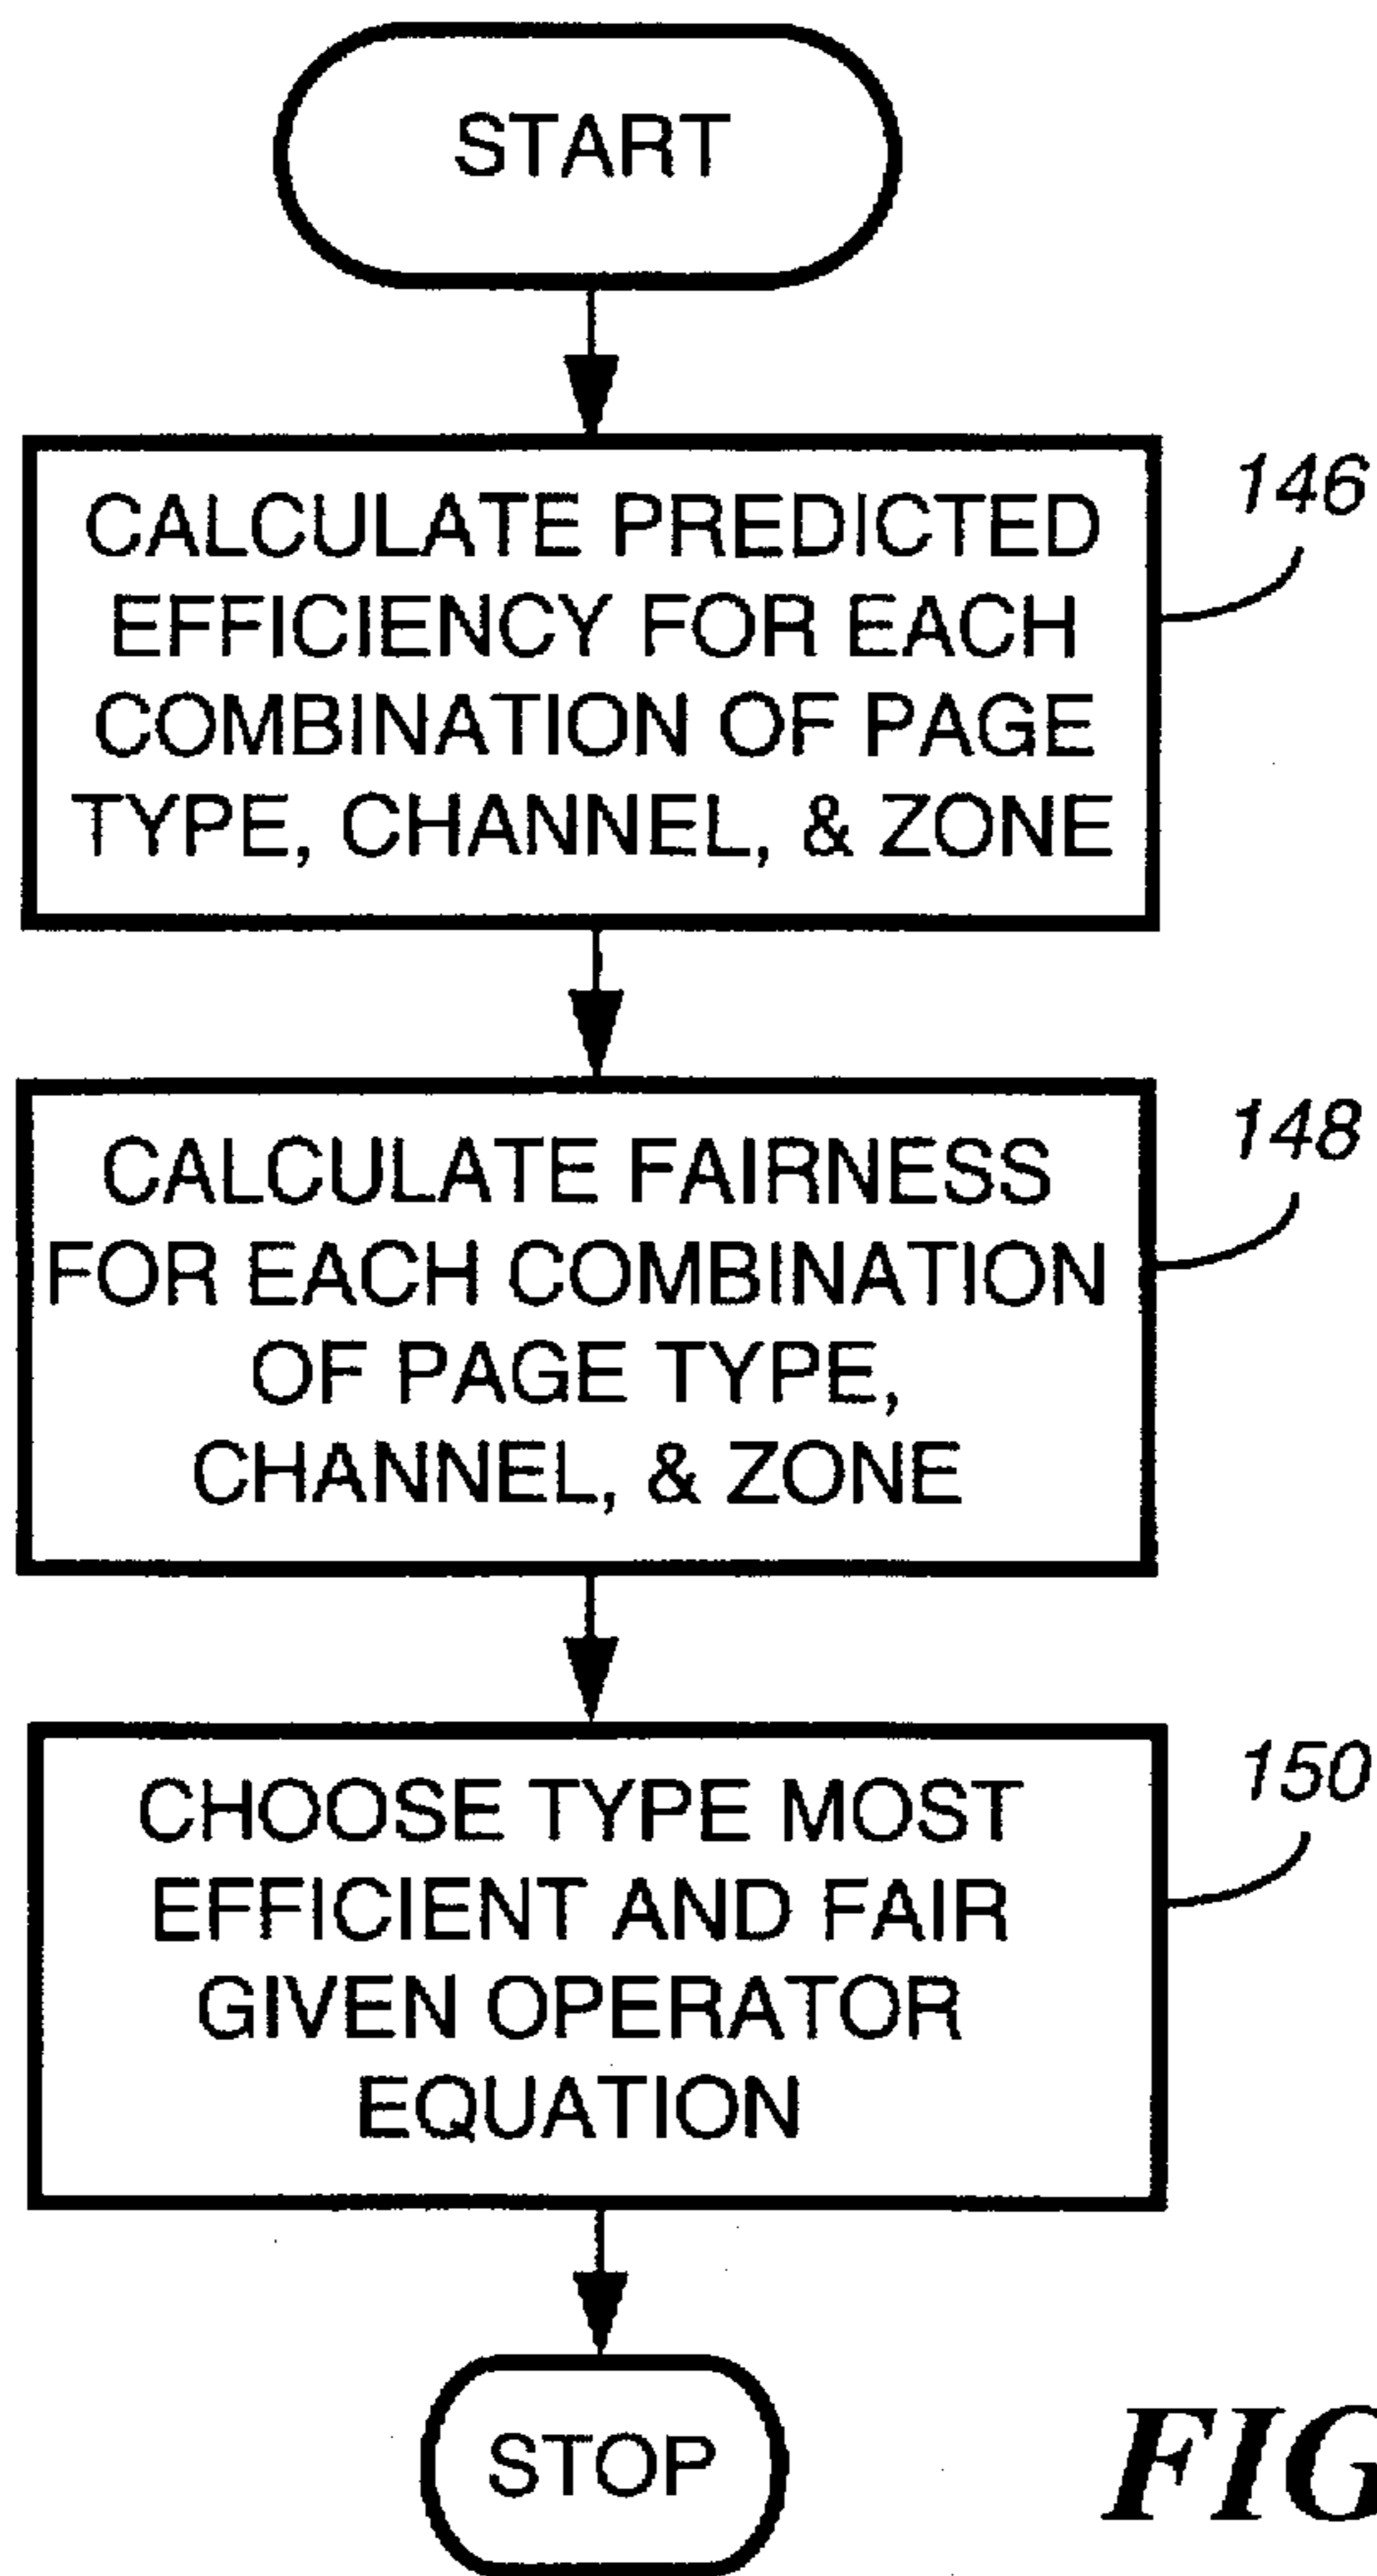 START
CALCULATE PREDICTED
EFFICIENCY FOR EACH
COMBINATION OF PAGE
TYPE, CHANNEL, & ZONE
146
CALCULATE FAIRNESS
FOR EACH COMBINATION
OF PAGE TYPE,
CHANNEL, & ZONE
148
CHOOSE TYPE MOST
EFFICIENT AND FAIR
GIVEN OPERATOR
EQUATION
150
STOP
FIG